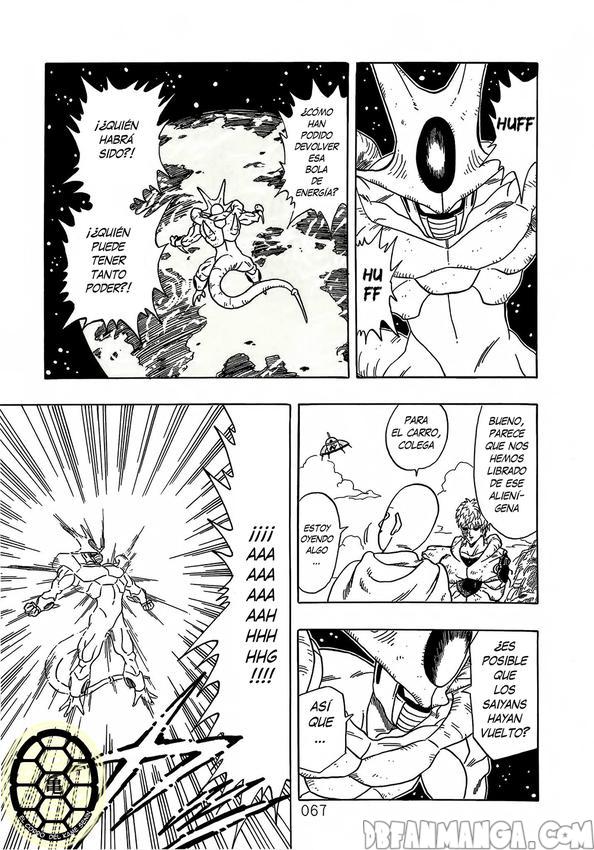 HUFF
HU
FF
¿CÓMO
HAN
PODIDO
DEVOLVER
ESA
BOLA
DE
ENERGÍA?
¡¿QUIÉN
HABRÁ
SIDO?!
¡¿QUIÉN
PUEDE
TENER
TANTO
PODER?!
BUENO, PARECE
QUE NOS
HEMOS
LIBRADO
DE ESE
ALIENÍ-
GENA
PARA
EL CARRO,
COLEGA
ESTOY
OYENDO
ALGO ...
¿ES
POSIBLE
QUE
LOS
SAIYANS
HAYAN
VUELTO?
ASÍ
QUE ...
...
¡¡¡¡
AAA
AAA
AAA
AAH
HHH
HHG
!!!!
亀
067
DBFANMANGA.COM